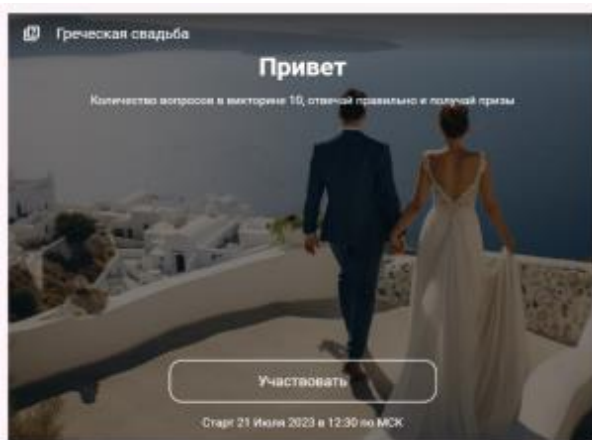 Греческая свадьба
Привет
Количество вопросов в викторине 10, отвечай правильно и получай призы
Участвовать
Старт 21 Июля 2023 в 12:30 по МСК